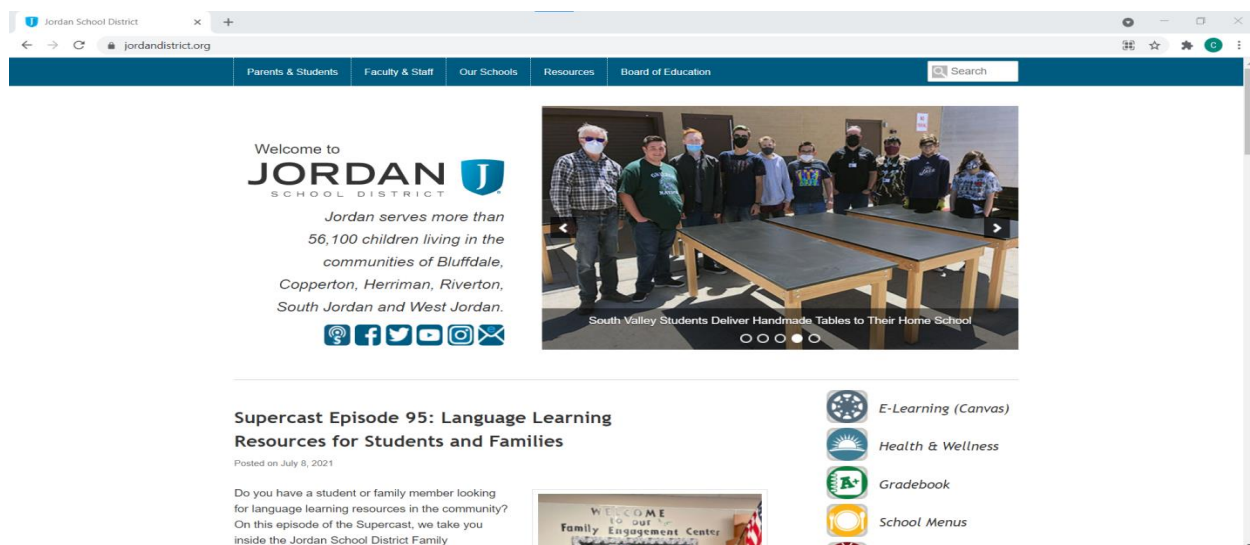 Jordan School District
jordandistrict.org
C
Parents & Students
Faculty & Staff
Our Schools
Resources
Board of Education
Search
Welcome to
JORDAN
SCHOOL DISTRICT
J
Jordan serves more than
56,100 children living in the
communities of Bluffdale,
Copperton, Herriman, Riverton,
South Jordan and West Jordan.
South Valley Students Deliver Handmade Tables to Their Home School
Supercast Episode 95: Language Learning
Resources for Students and Families
Posted on July 8, 2021
Do you have a student or family member looking
for language learning resources in the community?
On this episode of the Supercast, we take you
inside the Jordan School District Family
WELCOME
to our
Family Engagement Center
E-Learning (Canvas)
Health & Wellness
A+
Gradebook
School Menus